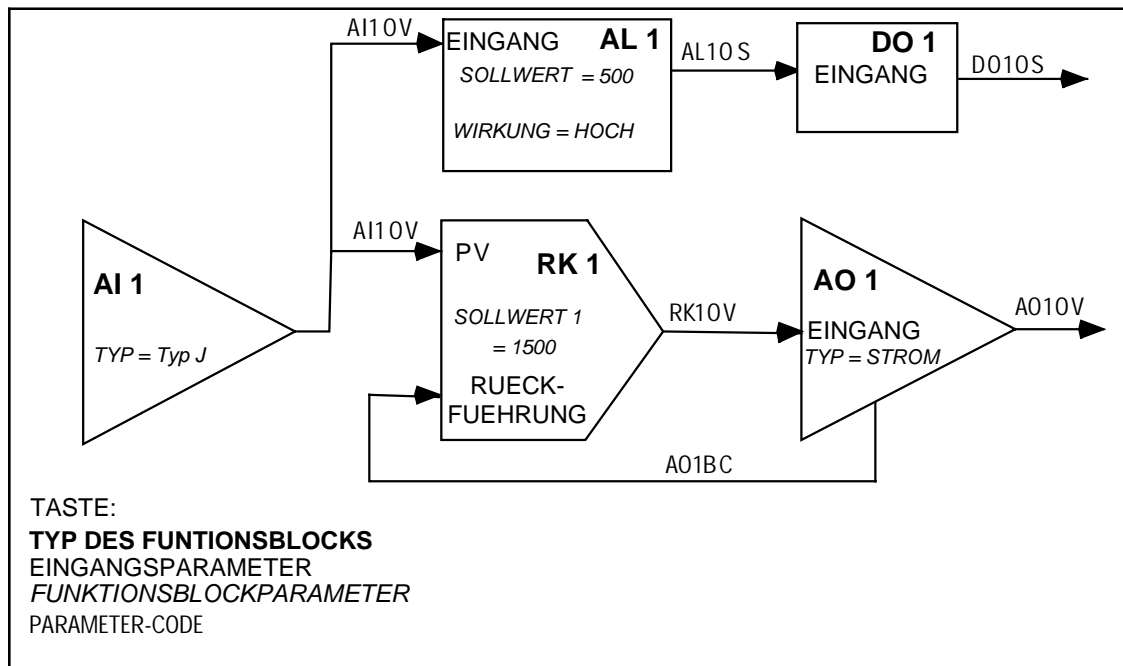 AI1OV
EINGANG
AL 1
SOLLWERT = 500
WIRKUNG = HOCH
AL1OS
DO 1
EINGANG
DO1OS
AI 1
TYP = Typ J
AI1OV
PV
RK 1
SOLLWERT 1
= 1500
RUECK-
FUEHRUNG
RK1OV
AO 1
EINGANG
TYP = STROM
AO1OV
AO1BC
TASTE:
TYP DES FUNTIONSBLOCKS
EINGANGSPARAMETER
FUNKTIONSBLOCKPARAMETER
PARAMETER-CODE